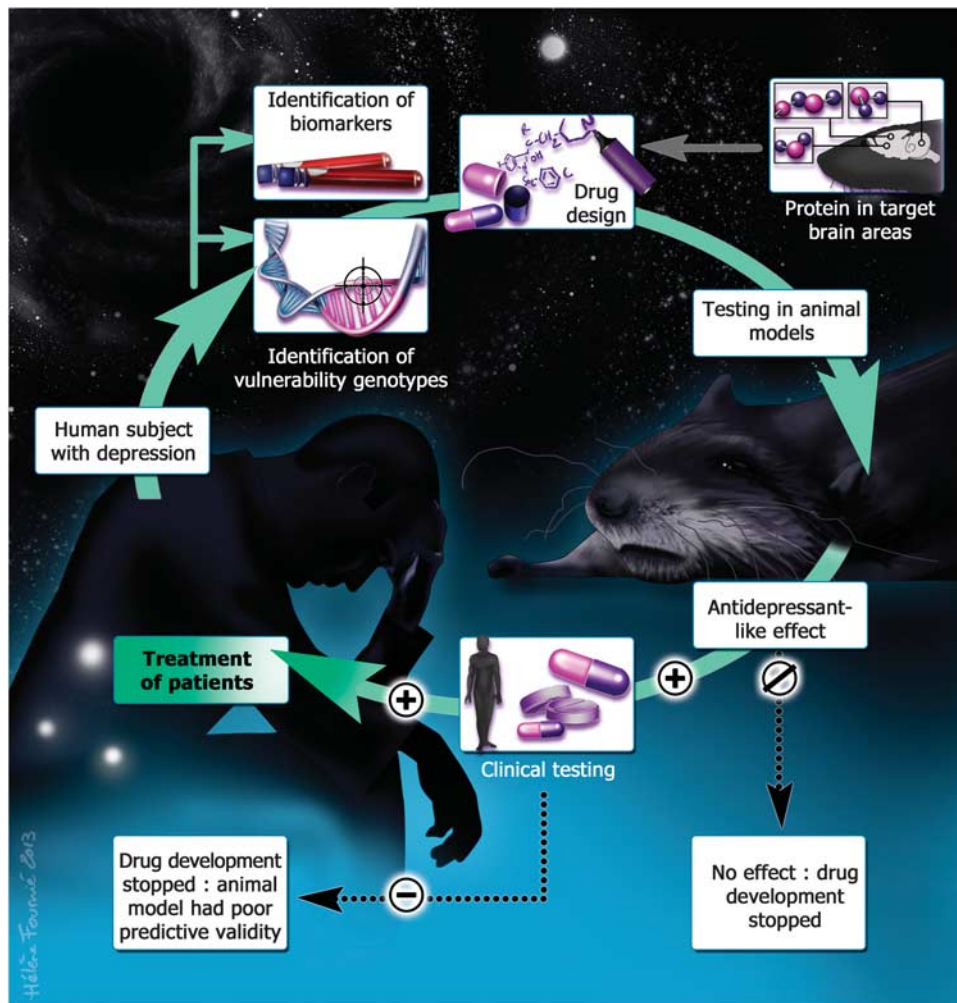 Identification of
biomarkers
Drug
design
Protein in target
brain areas
Identification of
vulnerability genotypes
Testing in animal
models
Human subject
with depression
Antidepressant-
like effect
Treatment
of patients
Clinical testing
Drug development
stopped : animal
model had poor
predictive validity
No effect : drug
development
stopped
Hélène Fournié 2013